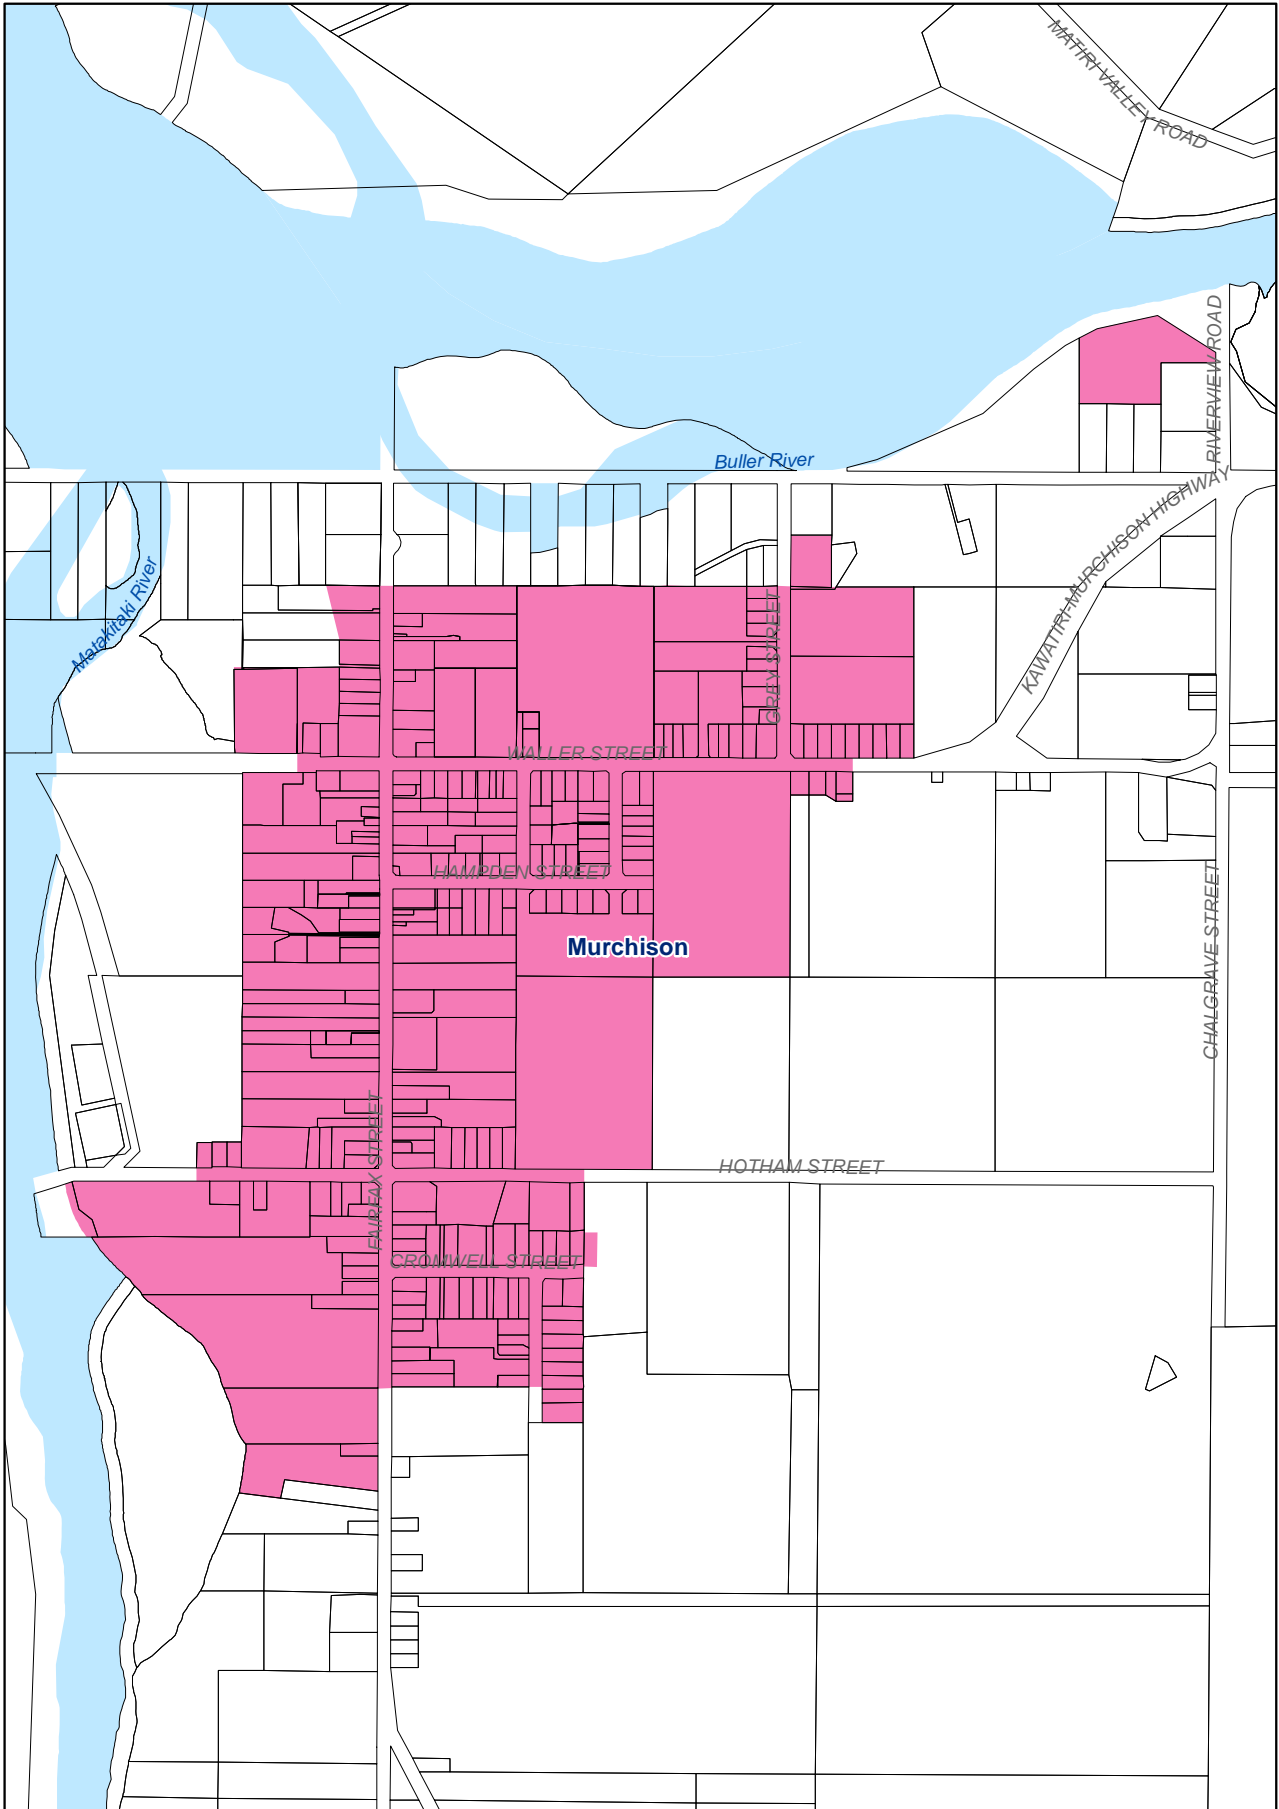 MATIRI VALLEY ROAD
RIVERVIEW ROAD
Buller River
KAWATIRI-MURCHISON HIGHWAY
Matakitaki River
GREY STREET
WALLER STREET
HAMPDEN STREET
Murchison
CHALGRAVE STREET
FAIRFAX STREET
HOTHAM STREET
CROMWELL STREET